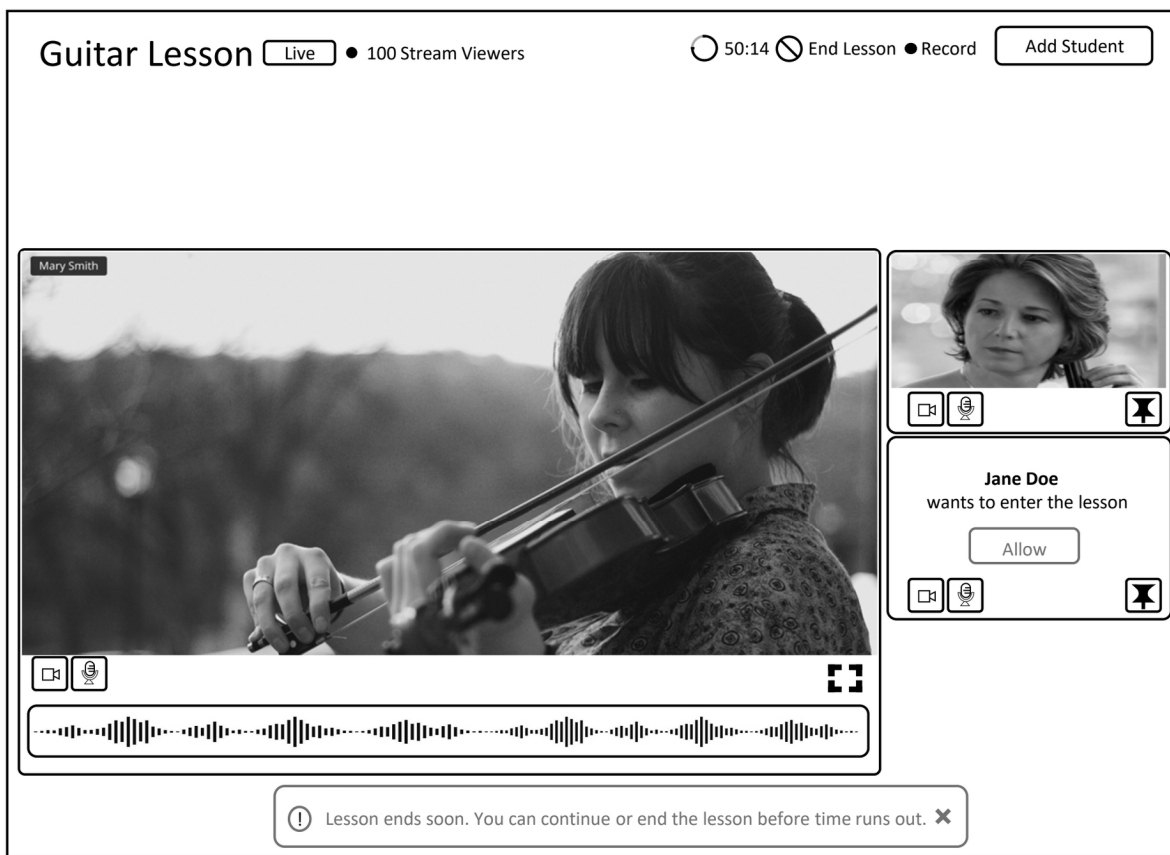 Guitar Lesson Live 100 Stream Viewers 50:14 End Lesson Record Add Student
Mary Smith
Jane Doe
wants to enter the lesson
Allow
Lesson ends soon. You can continue or end the lesson before time runs out.